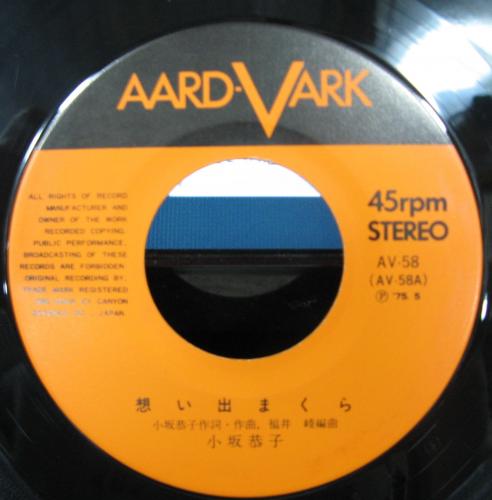 AARD-VARK
ALL RIGHTS OF RECORD
MANUFACTURER AND
OWNER OF THE WORK
RECORDED COPYING,
PUBLIC PERFORMANCE,
BROADCASTING OF THESE
RECORDS ARE FORBIDDEN.
ORIGINAL RECORDING BY,
TRADE MARK REGISTERED
CANYON
, JAPAN.
45rpm
STEREO
AV-58
(AV-58A)
Ⓟ '75. 5
想い出まくら
小坂恭子作詞・作曲, 福井 崚編曲
小坂恭子